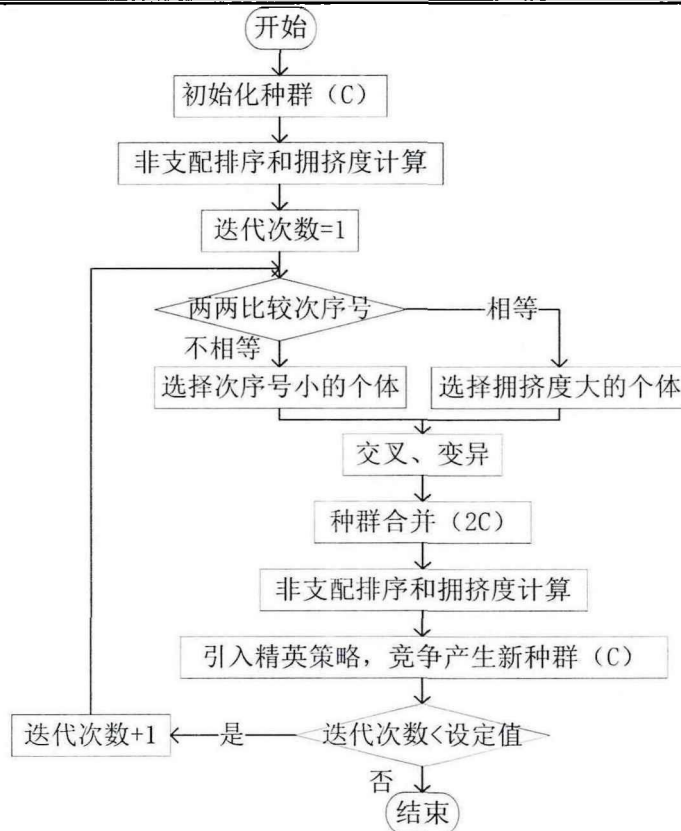 开始
初始化种群（C）
非支配排序和拥挤度计算
迭代次数=1
两两比较次序号
相等
不相等
选择次序号小的个体
选择拥挤度大的个体
交叉、变异
种群合并（2C）
非支配排序和拥挤度计算
引入精英策略，竞争产生新种群（C）
迭代次数+1
是
迭代次数<设定值
否
结束